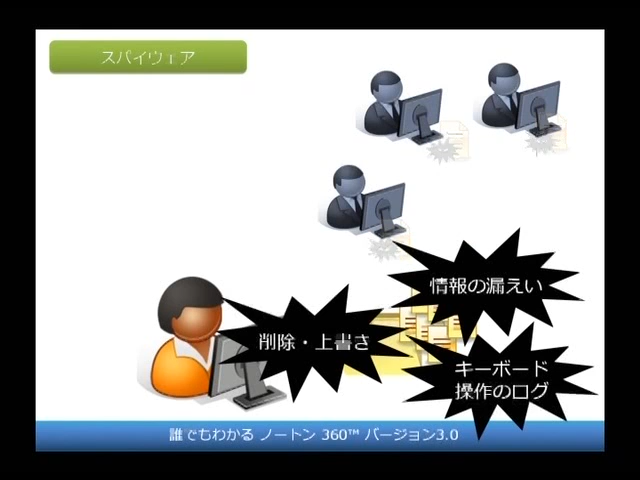 スパイウェア
情報の漏えい
削除・上書さ
キーボード
操作のログ
誰でもわかる ノートン 360™ バージョン3.0